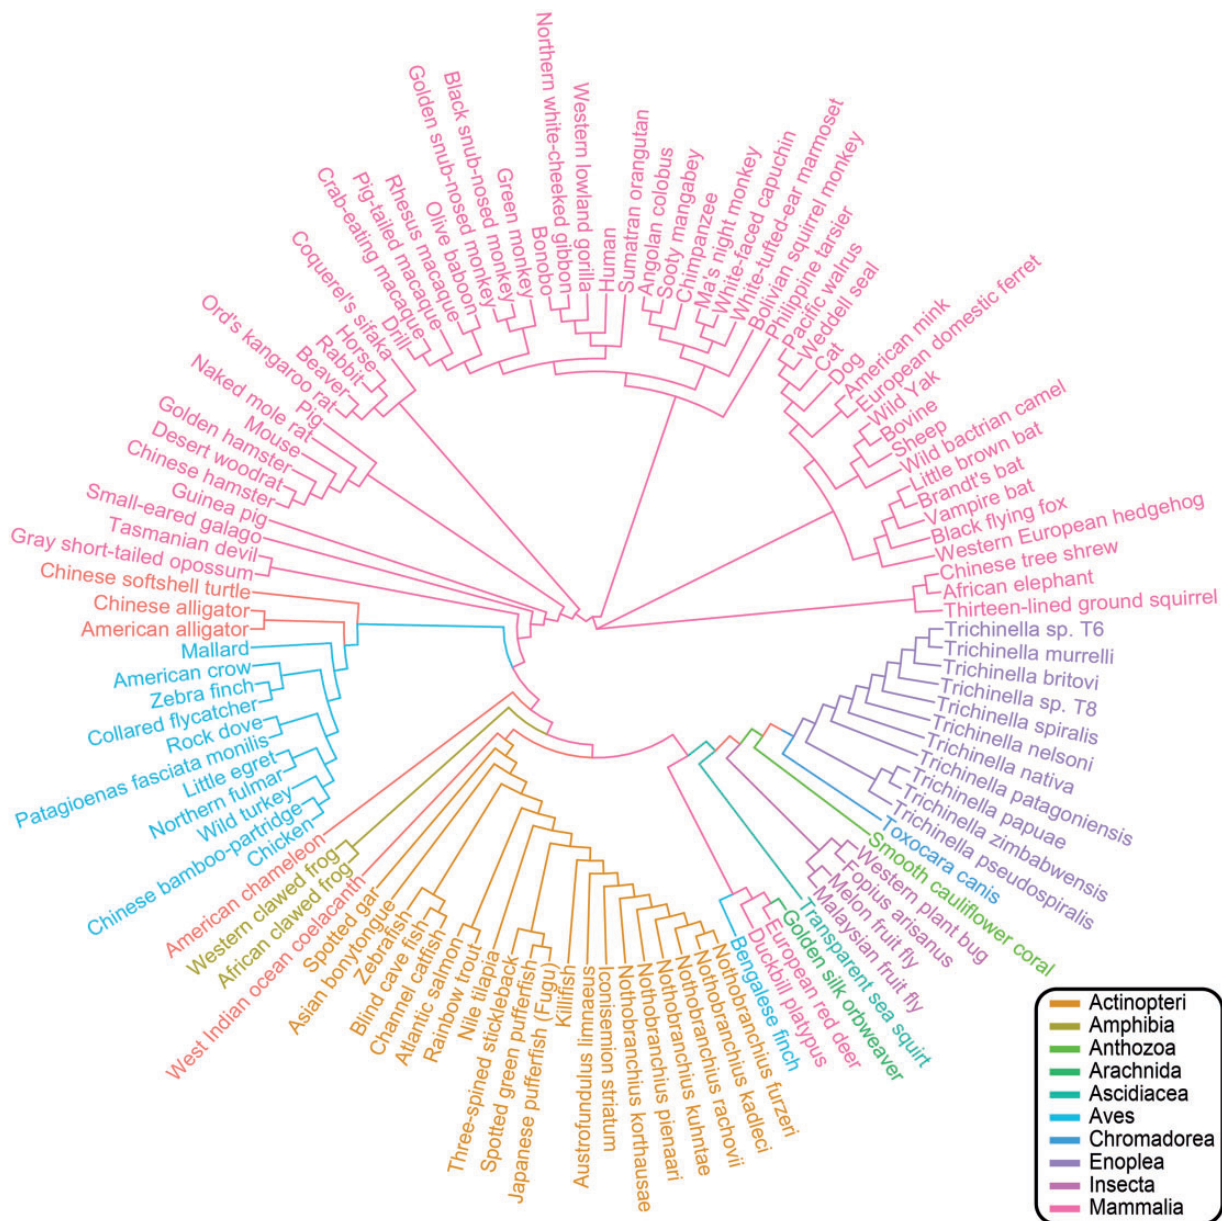 Northern white-cheeked gibbon
Western lowland gorilla
Human
Sumatran orangutan
Angolan colobus
Sooty mangabey
Chimpanzee
Ma's night monkey
White-faced capuchin
White-tufted-ear marmoset
Bolivian squirrel monkey
Philippine tarsier
Pacific walrus
Weddell seal
Cat
Dog
American mink
European domestic ferret
Wild Yak
Bovine
Sheep
Wild bactrian camel
Little brown bat
Brandt's bat
Vampire bat
Black flying fox
Western European hedgehog
Chinese tree shrew
African elephant
Thirteen-lined ground squirrel
Trichinella sp. T6
Trichinella murrelli
Trichinella britovi
Trichinella sp. T8
Trichinella spiralis
Trichinella nelsoni
Trichinella nativa
Trichinella patagoniensis
Trichinella papuae
Trichinella zimbabwensis
Trichinella pseudospiralis
Toxocara canis
Smooth cauliflower coral
Western plant bug
Fopius arisanus
Melon fruit fly
Malaysian fruit fly
Transparent sea squirt
Golden silk orbweaver
European red deer
Duckbill platypus
Bengalese finch
Nothobranchius furzeri
Nothobranchius kadleci
Nothobranchius rachovii
Nothobranchius kuhntae
Nothobranchius pienaari
Nothobranchius korthausae
Iconisemion striatum
Austrofundulus limnaeus
Killifish
Japanese pufferfish (Fugu)
Spotted green pufferfish
Three-spined stickleback
Nile tilapia
Rainbow trout
Atlantic salmon
Channel catfish
Blind cave fish
Zebrafish
Asian bonytongue
Spotted gar
West Indian ocean coelacanth
African clawed frog
Western clawed frog
American chameleon
Chicken
Chinese bamboo-partridge
Wild turkey
Northern fulmar
Little egret
Patagioenas fasciata monilis
Rock dove
Collared flycatcher
Zebra finch
American crow
Mallard
American alligator
Chinese alligator
Chinese softshell turtle
Gray short-tailed opossum
Tasmanian devil
Small-eared galago
Guinea pig
Chinese hamster
Desert woodrat
Golden hamster
Mouse
Naked mole rat
Pig
Ord's kangaroo rat
Beaver
Rabbit
Horse
Coquerel's sifaka
Drill
Crab-eating macaque
Pig-tailed macaque
Rhesus macaque
Olive baboon
Golden snub-nosed monkey
Black snub-nosed monkey
Green monkey
Bonobo
Actinopteri
Amphibia
Anthozoa
Arachnida
Ascidiacea
Aves
Chromadorea
Enoplea
Insecta
Mammalia